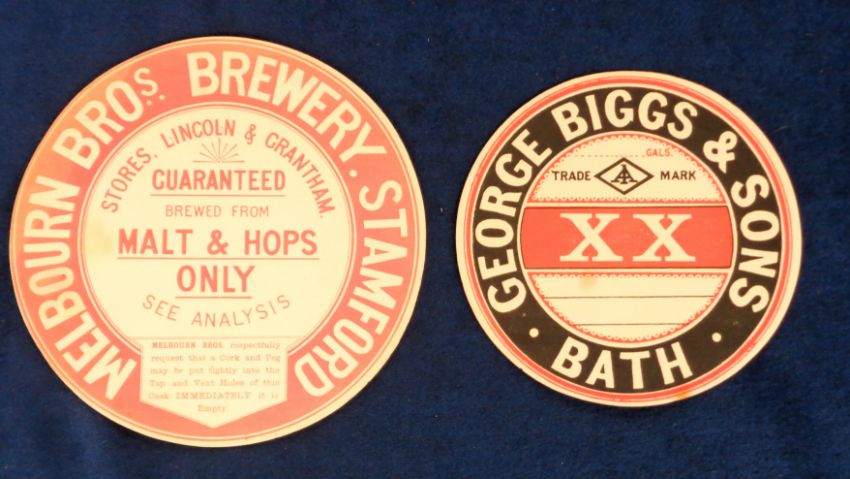 MELBOURN BROS. BREWERY. STAMFORD
STORES, LINCOLN & GRANTHAM.
GUARANTEED
BREWED FROM
MALT & HOPS
ONLY
SEE ANALYSIS
MELBOURN BROS. respectfully
request that a Cork and Peg
may be put tightly into the
Tap and Vent Holes of this
Cask IMMEDIATELY it is
Empty.
GEORGE BIGGS & SONS
GALS.
TRADE MARK
XX
· BATH ·